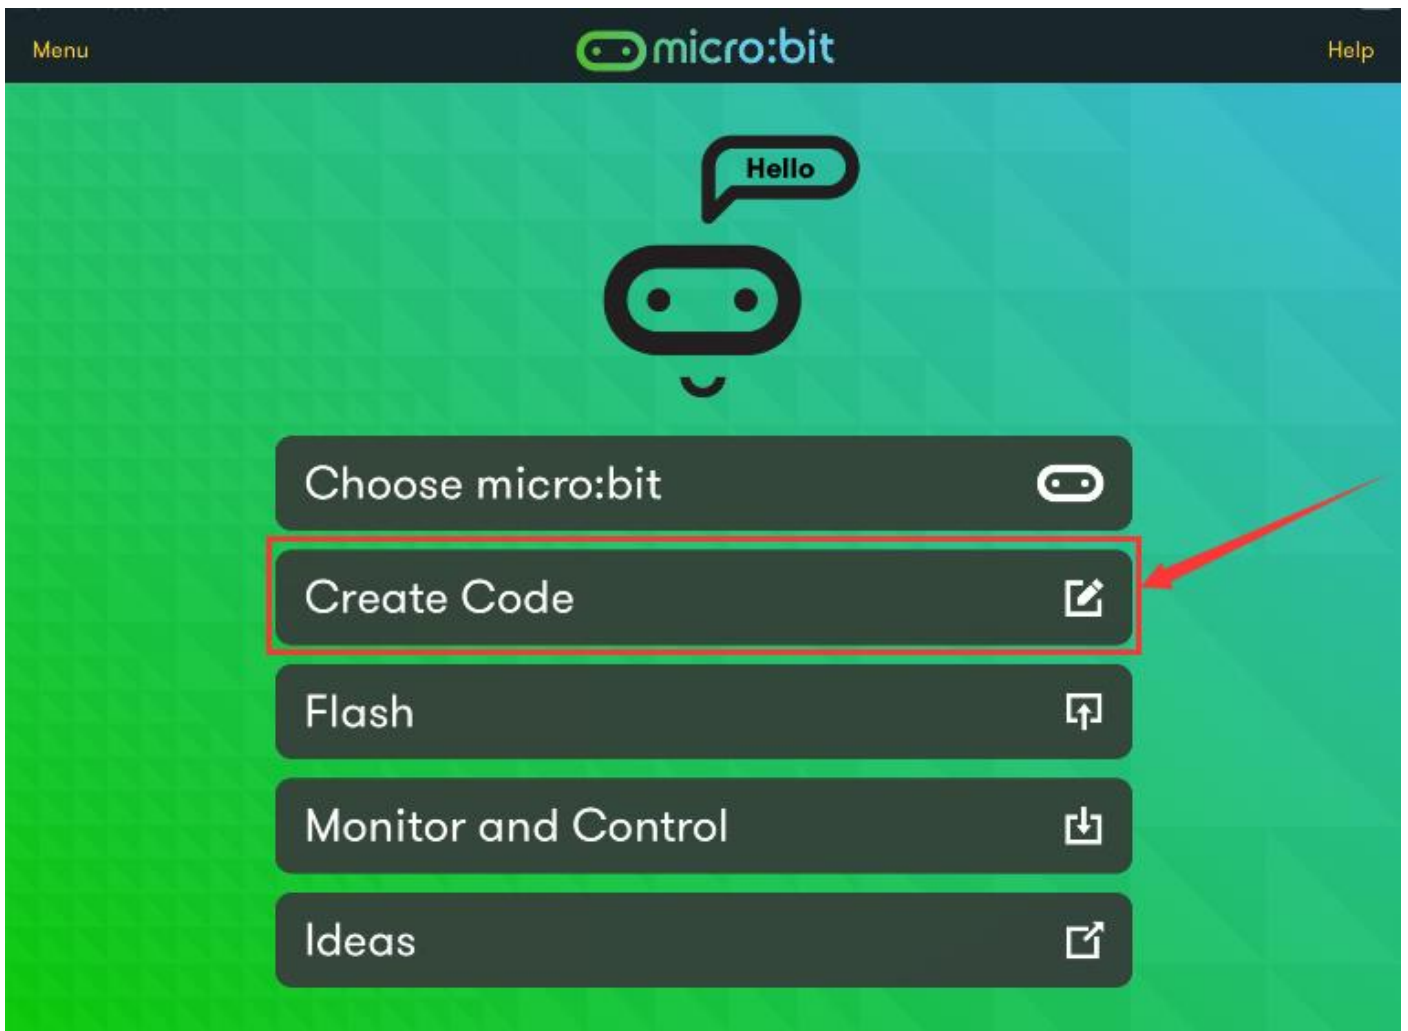 Menu
micro:bit
Help
Hello
Choose micro:bit
Create Code
Flash
Monitor and Control
Ideas